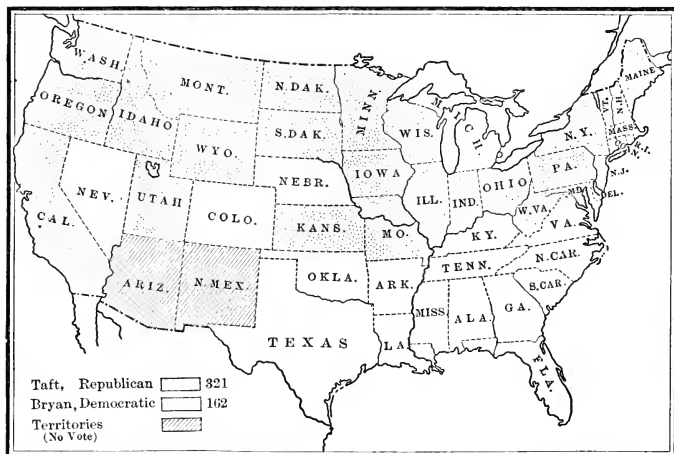 WASH.
MONT.
N.DAK.
MINN
MICH.
MAINE
VT.
N.H.
OREGON
IDAHO
S.DAK.
WIS.
N.Y.
MASS.
R.I.
WYO.
IOWA
PA.
N.J.
NEBR.
NEV.
UTAH
COLO.
ILL.
IND.
OHIO
MD.
DEL.
W.VA.
VA.
CAL.
KANS.
MO.
KY.
N.CAR.
TENN.
ARIZ.
N.MEX.
OKLA.
ARK.
S.CAR
MISS.
ALA.
GA.
TEXAS
LA.
FLA.
Taft, Republican 321
Bryan, Democratic 162
Territories
(No Vote)